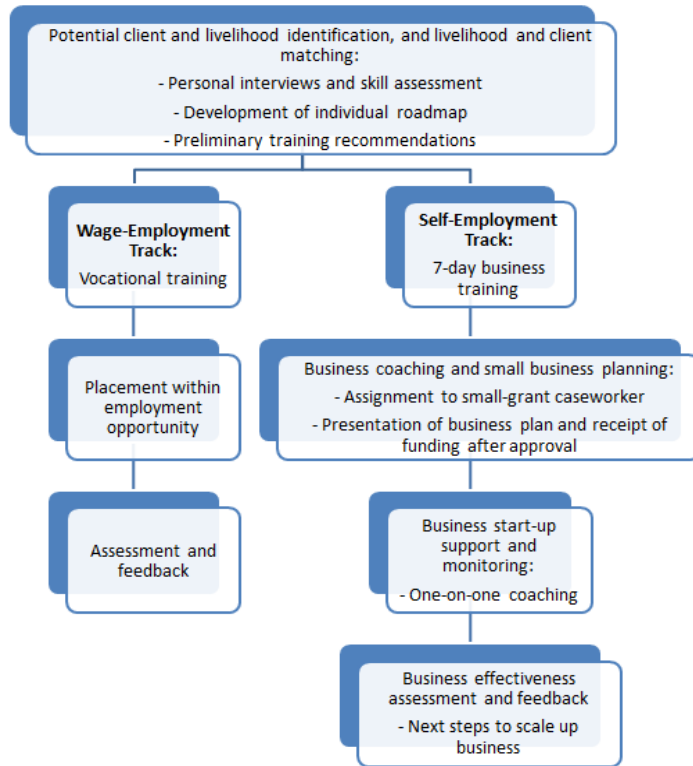 Potential client and livelihood identification, and livelihood and client
matching:
- Personal interviews and skill assessment
- Development of individual roadmap
- Preliminary training recommendations
Wage-Employment
Track:
Vocational training
Placement within
employment
opportunity
Assessment and
feedback
Self-Employment
Track:
7-day business
training
Business coaching and small business planning:
- Assignment to small-grant caseworker
- Presentation of business plan and receipt of
funding after approval
Business start-up
support and
monitoring:
- One-on-one coaching
Business effectiveness
assessment and feedback
- Next steps to scale up
business